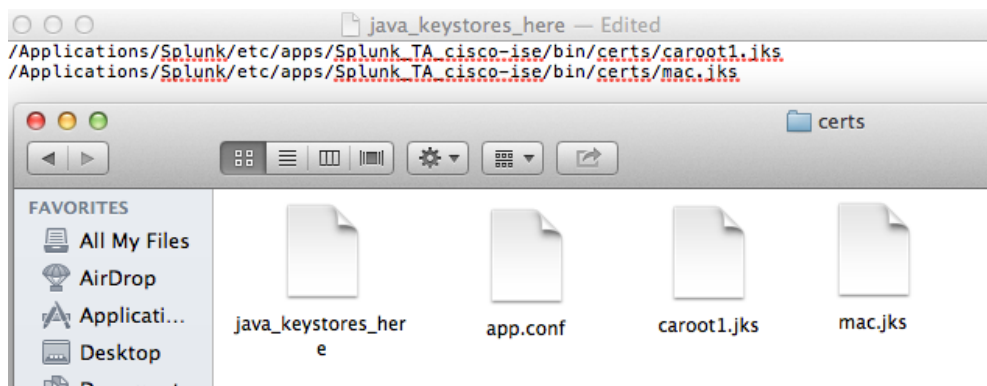 java_keystores_here — Edited
/Applications/Splunk/etc/apps/Splunk_TA_cisco-ise/bin/certs/caroot1.jks
/Applications/Splunk/etc/apps/Splunk_TA_cisco-ise/bin/certs/mac.jks
certs
FAVORITES
All My Files
AirDrop
Applicati...
Desktop
java_keystores_her
e
app.conf
caroot1.jks
mac.jks